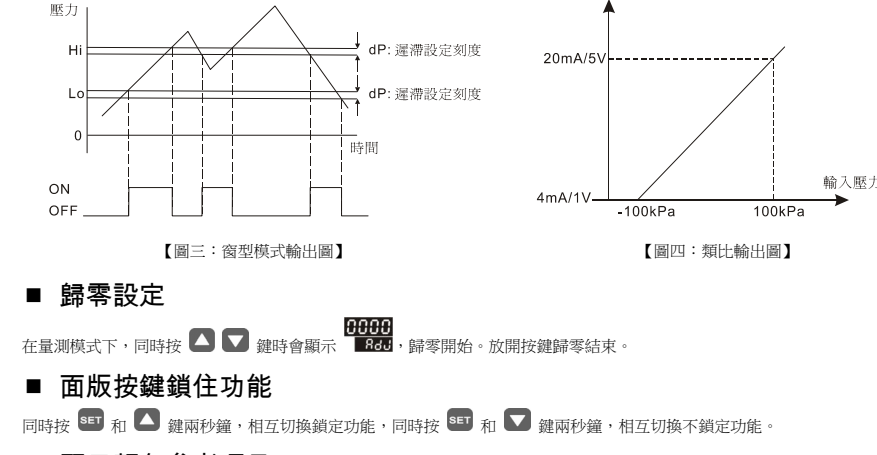 壓力
Hi
dP: 遲滯設定刻度
Lo
dP: 遲滯設定刻度
0
時間
ON
OFF
【圖三：窗型模式輸出圖】
20mA/5V
4mA/1V
-100kPa
100kPa
輸入壓力
【圖四：類比輸出圖】
■ 歸零設定
在量測模式下，同時按 鍵時會顯示 0000 Adj，歸零開始。放開按鍵歸零結束。
■ 面版按鍵鎖住功能
同時按 SET 和 鍵兩秒鐘，相互切換鎖定功能，同時按 SET 和 鍵兩秒鐘，相互切換不鎖定功能。